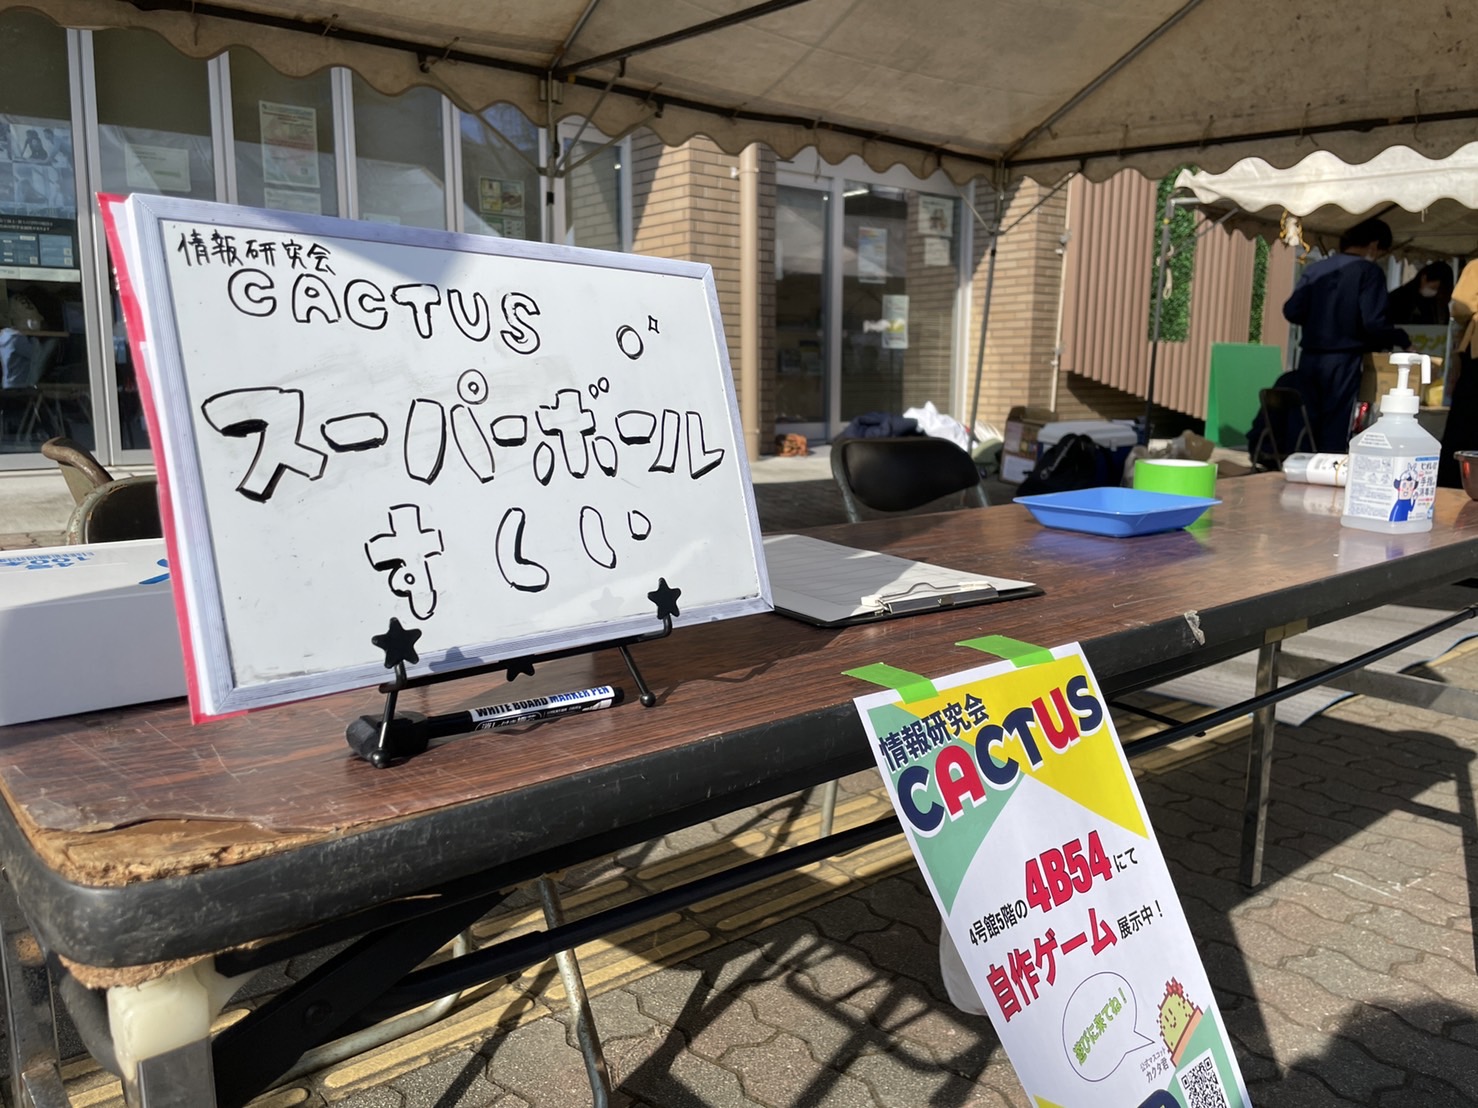 情報研究会
CACTUS
スーパーボール
すくい
WHITE BOARD MARKER PEN
情報研究会
CACTUS
4号館5階の4B54にて
自作ゲーム展示中！
遊びに来てね！
公式マスコット
カクタ君